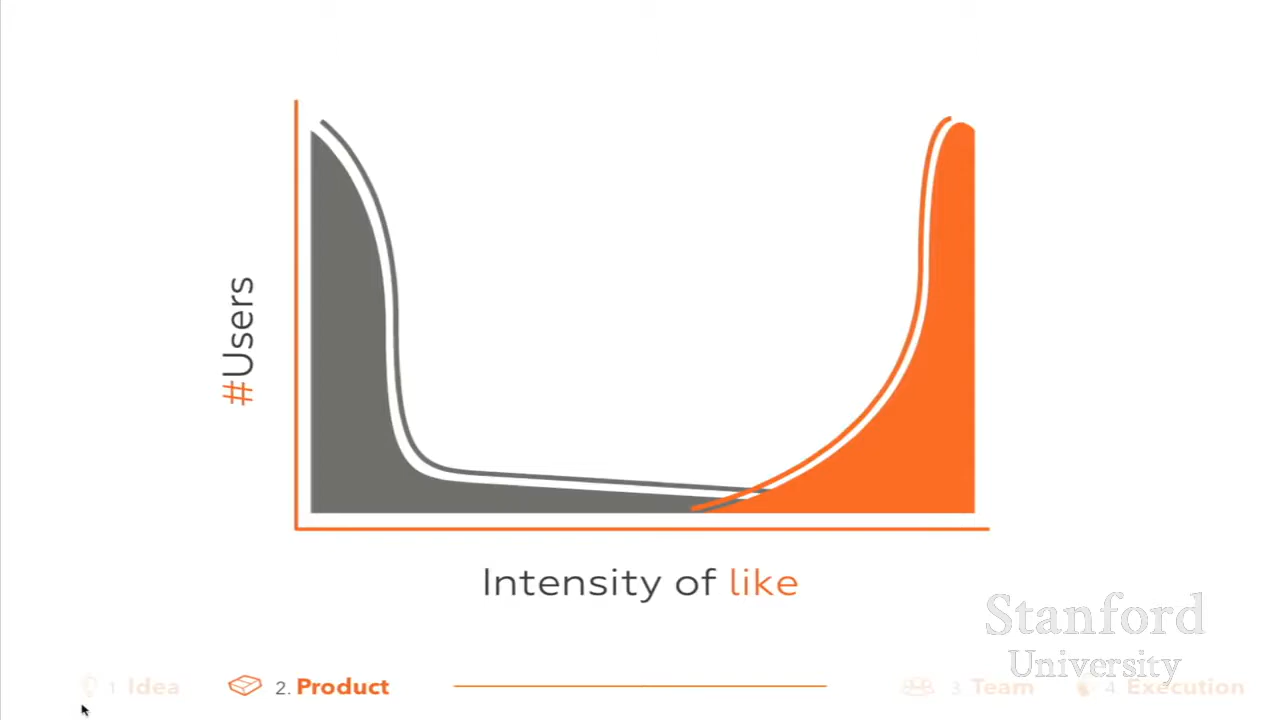 #Users
Intensity of like
Stanford
University
1 Idea
2. Product
3 Team
4. Execution